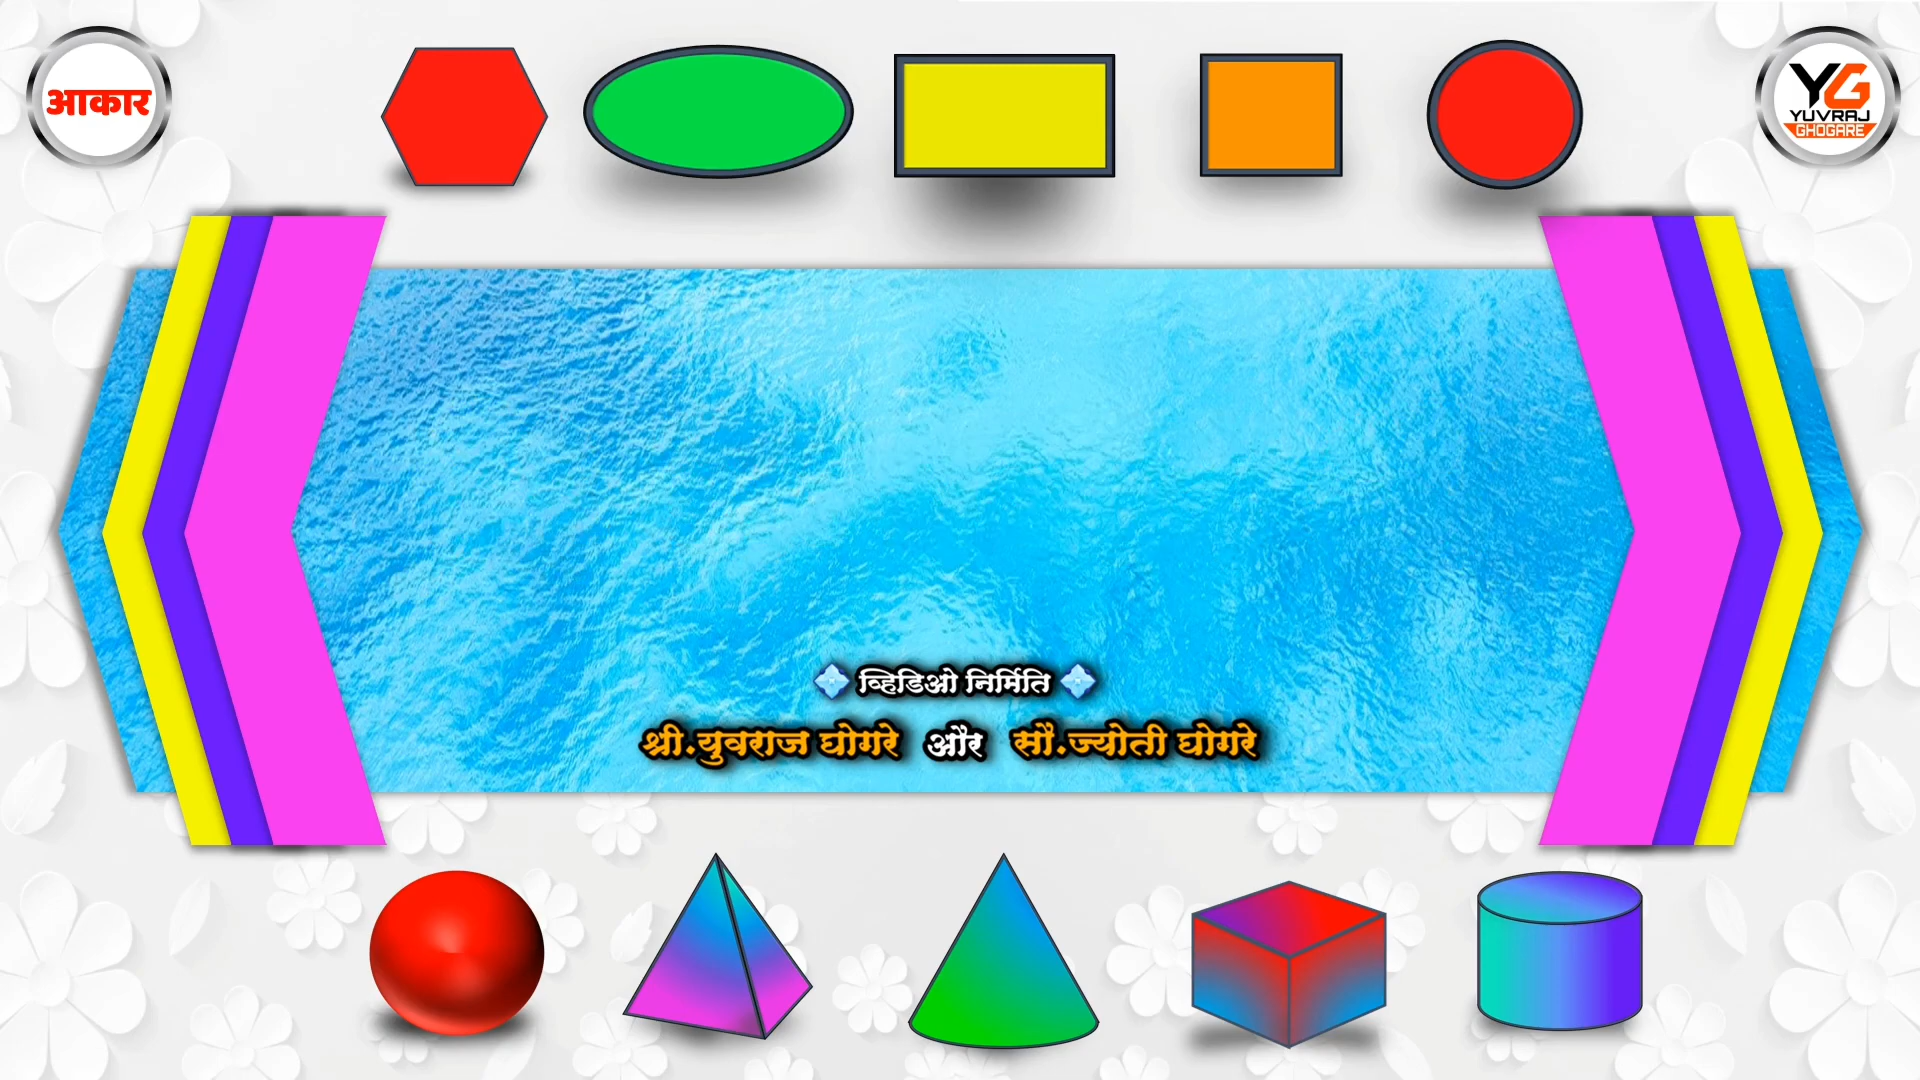 आकार
YG
YUVRAJ
GHOGARE
व्हिडिओ निर्मिति
श्री.युवराज घोगरे और सौ.ज्योती घोगरे